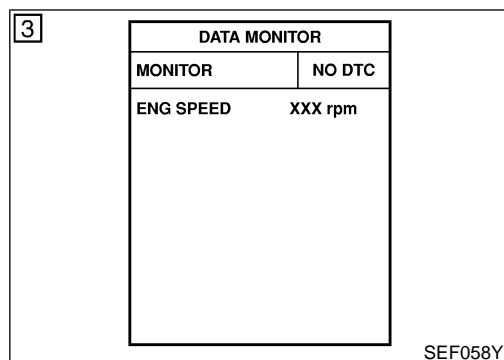 3
DATA MONITOR
MONITOR NO DTC
ENG SPEED XXX rpm
SEF058Y